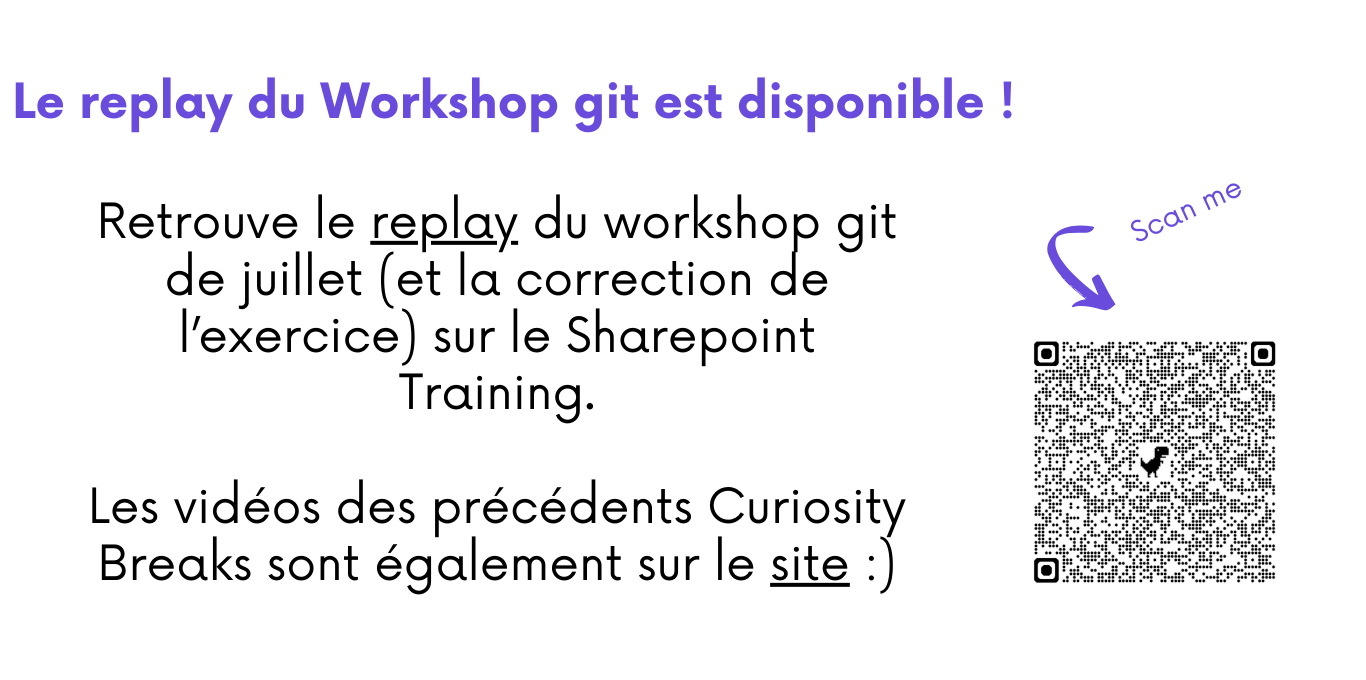 Le replay du Workshop git est disponible !
Retrouve le replay du workshop git
de juillet (et la correction de
l’exercice) sur le Sharepoint
Training.
Les vidéos des précédents Curiosity
Breaks sont également sur le site :)
Scan me